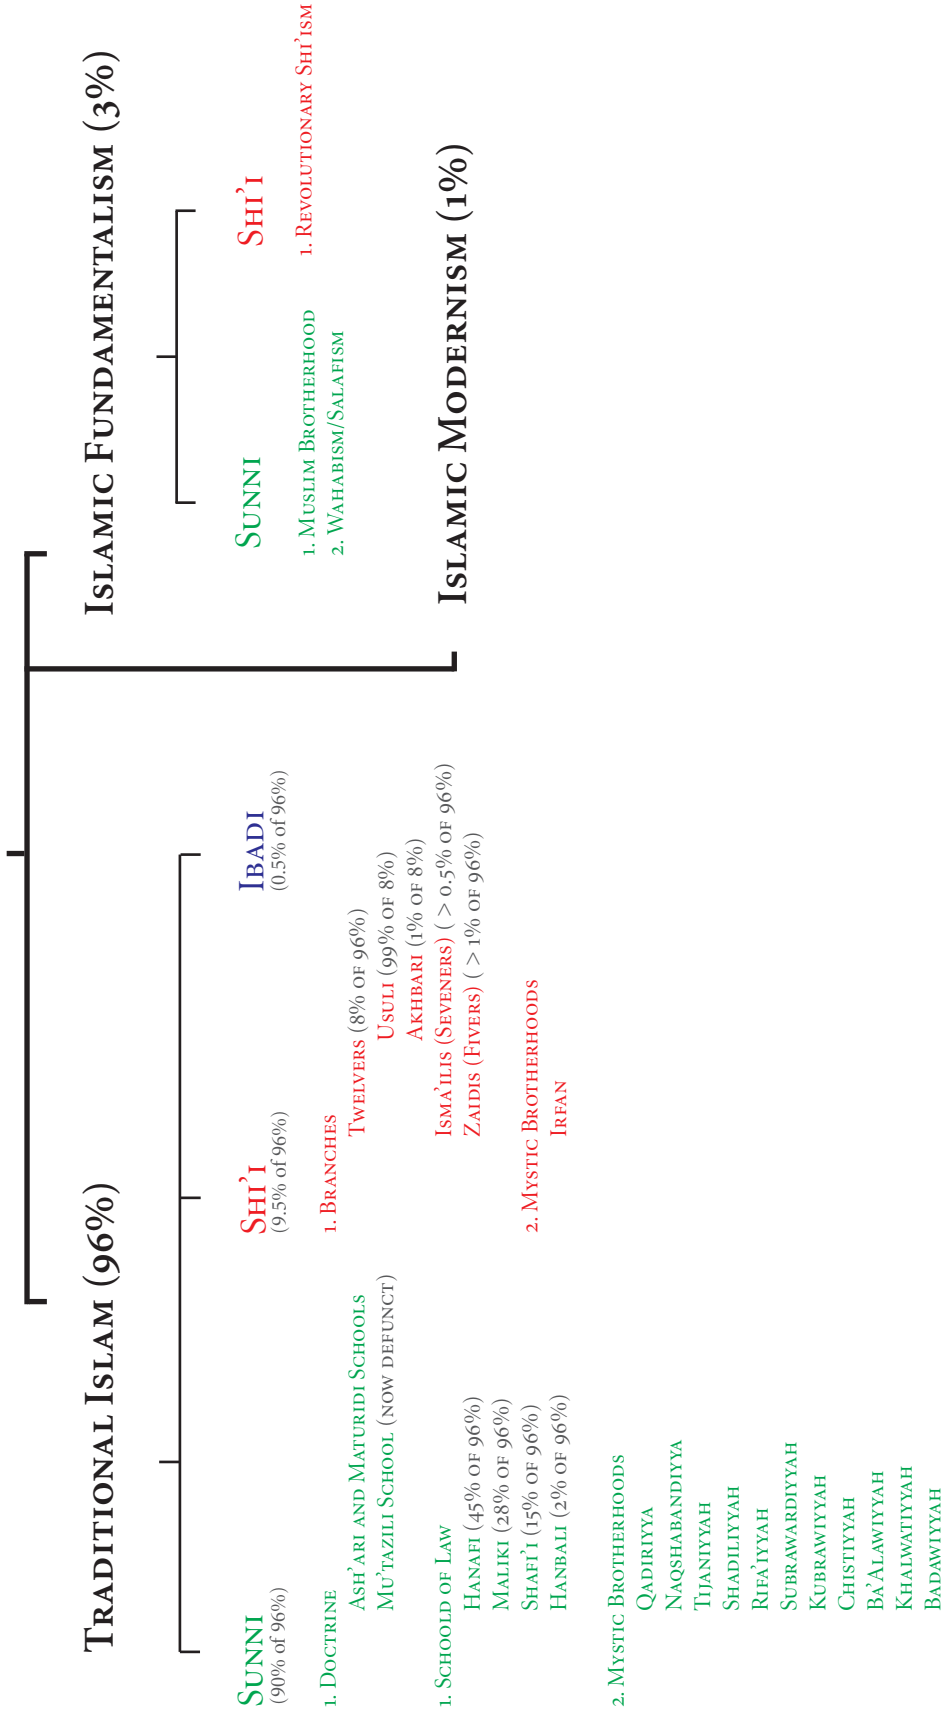 Traditional Islam (96%)
Sunni
(90% of 96%)
1. Doctrine
Ash'ari and Maturidi Schools
Mu'tazili School (now defunct)
1. Schoold of Law
Hanafi (45% of 96%)
Maliki (28% of 96%)
Shafi'i (15% of 96%)
Hanbali (2% of 96%)
2. Mystic Brotherhoods
Qadiriyya
Naqshabandiyya
Tijaniyyah
Shadiliyyah
Rifa'iyyah
Subrawardiyyah
Kubrawiyyah
Chistiyyah
Ba'Alawiyyah
Khalwatiyyah
Badawiyyah
Shi'i
(9.5% of 96%)
1. Branches
Twelvers (8% of 96%)
Usuli (99% of 8%)
Akhbari (1% of 8%)
Isma'ilis (Seveners) ( > 0.5% of 96%)
Zaidis (Fivers) ( > 1% of 96%)
2. Mystic Brotherhoods
Irfan
Ibadi
(0.5% of 96%)
Islamic Fundamentalism (3%)
Sunni
1. Muslim Brotherhood
2. Wahabism/Salafism
Shi'i
1. Revolutionary Shi'ism
Islamic Modernism (1%)